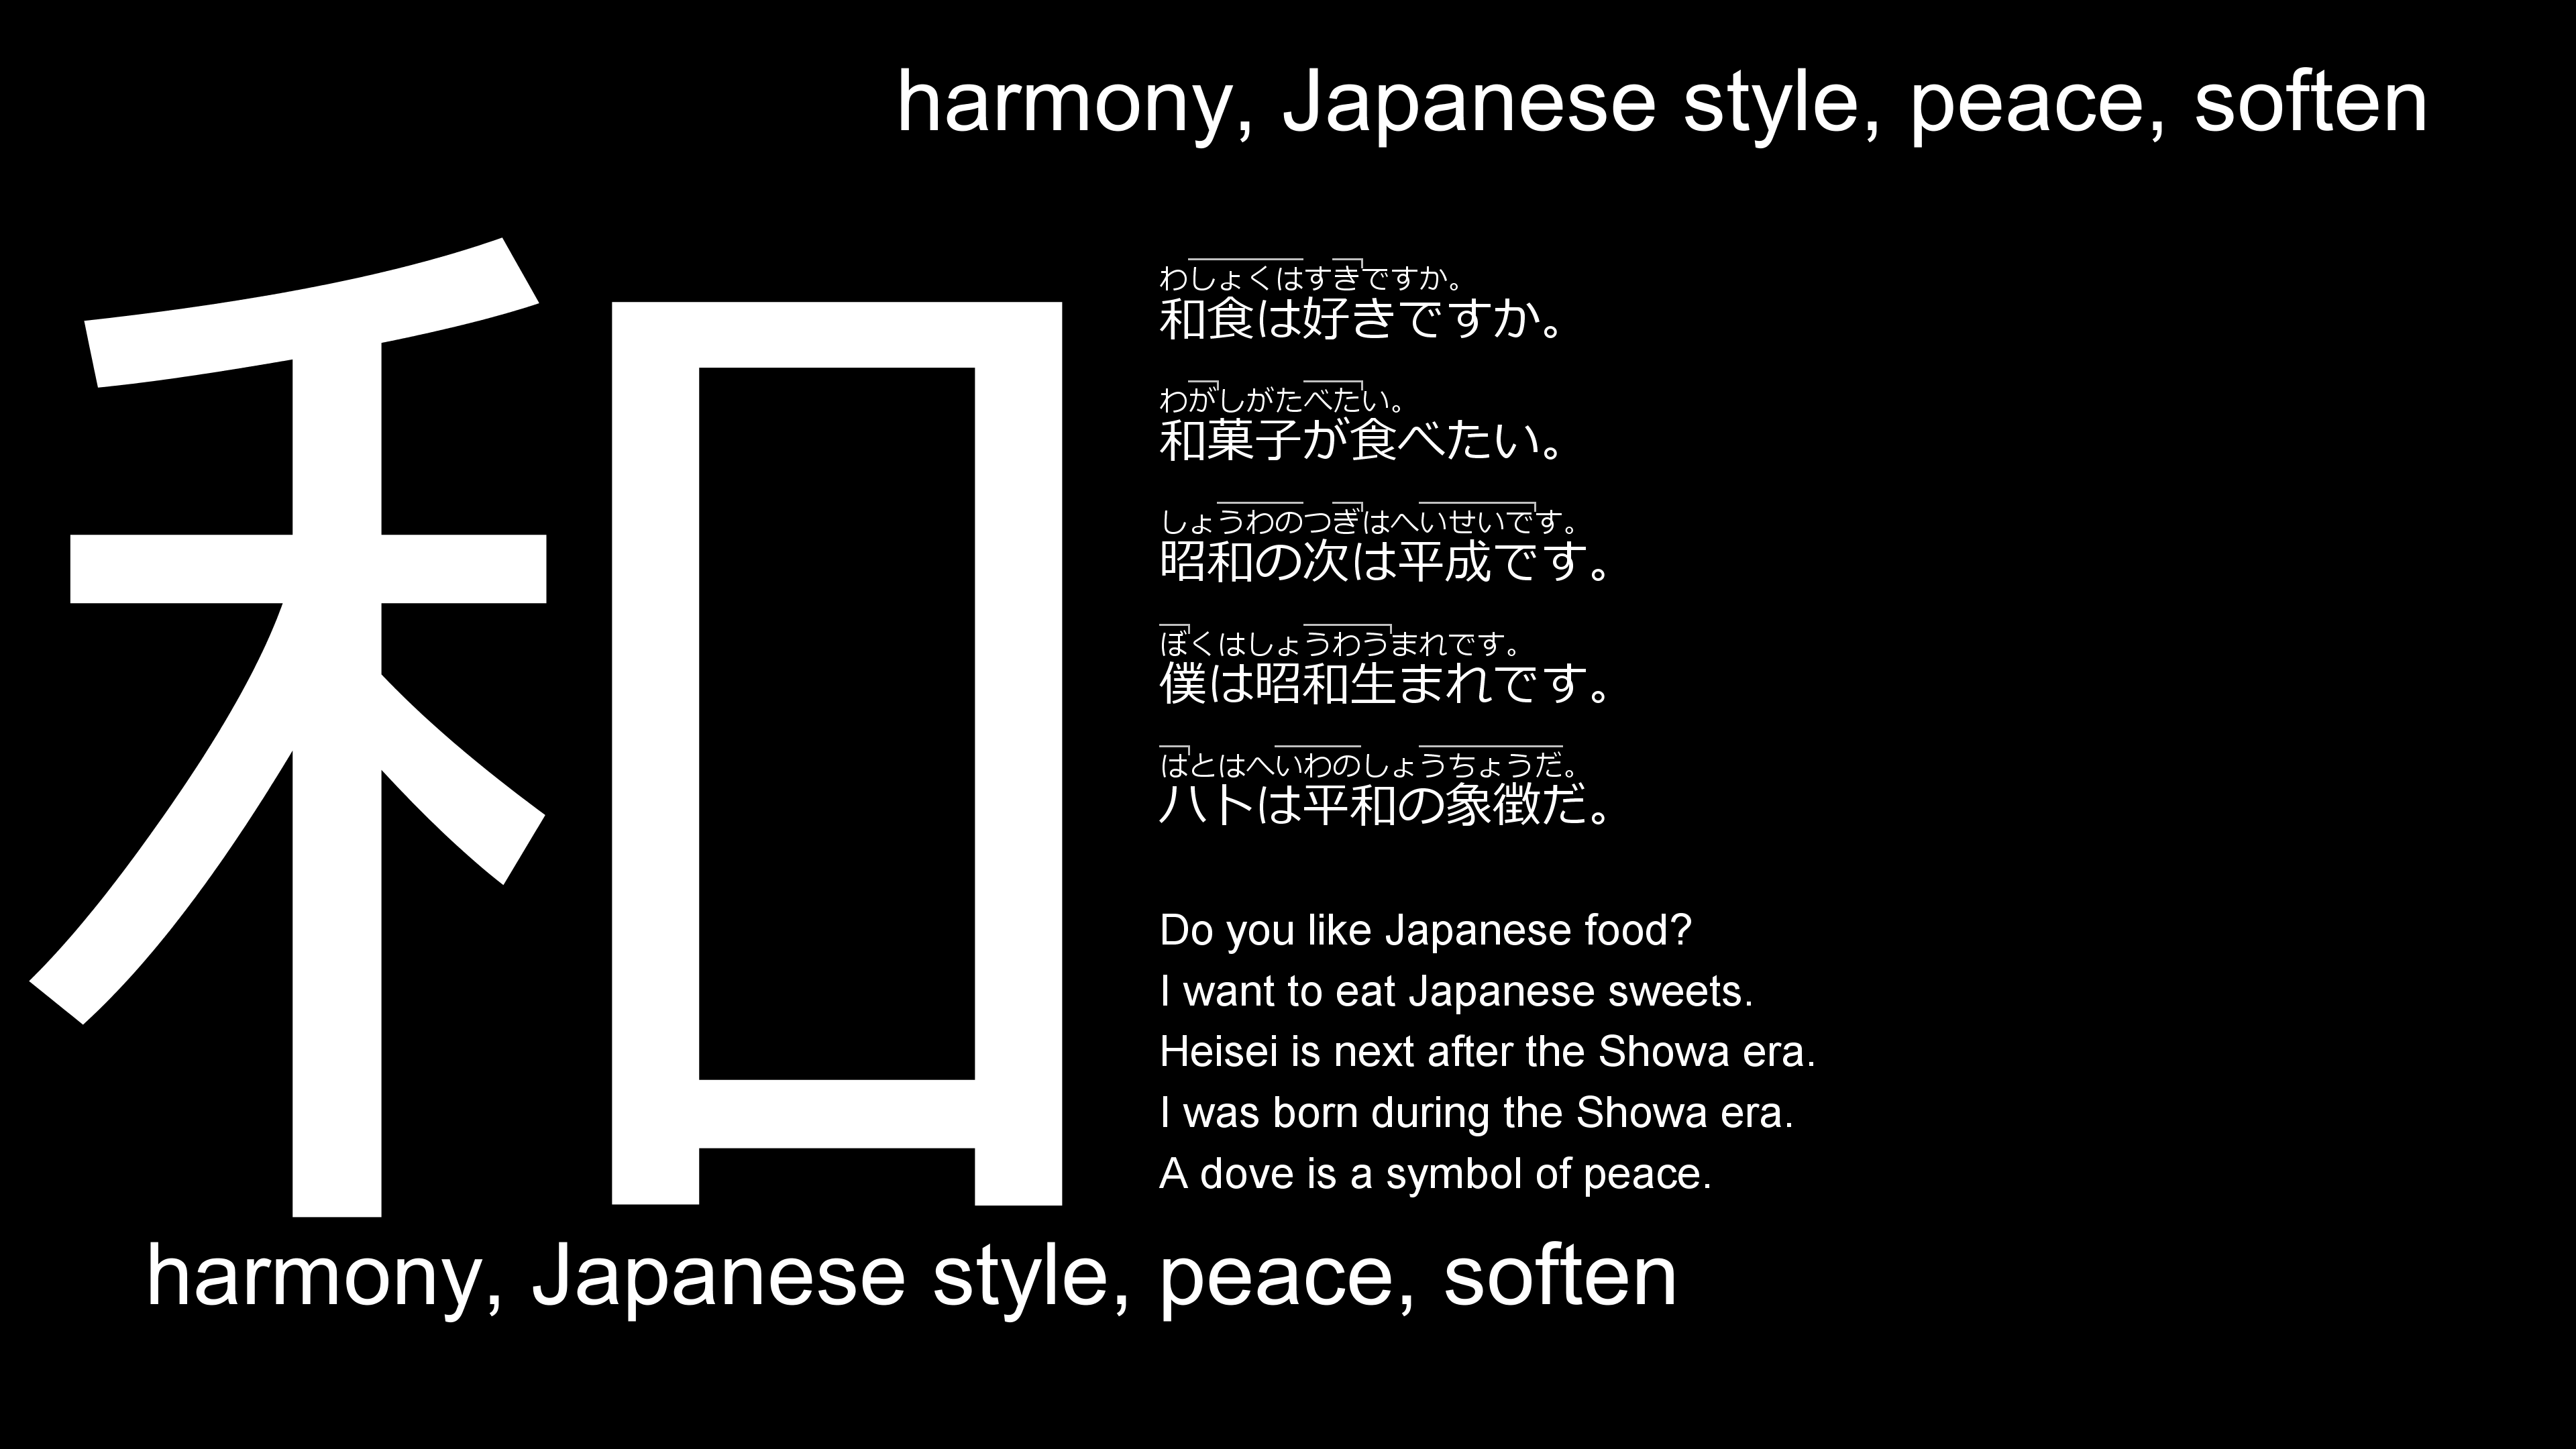 harmony, Japanese style, peace, soften
和
わしょくはすきですか。
和食は好きですか。
わがしがたべたい。
和菓子が食べたい。
しょうわのつぎはへいせいです。
昭和の次は平成です。
ぼくはしょうわうまれです。
僕は昭和生まれです。
はとはへいわのしょうちょうだ。
ハトは平和の象徴だ。
Do you like Japanese food?
I want to eat Japanese sweets.
Heisei is next after the Showa era.
I was born during the Showa era.
A dove is a symbol of peace.
harmony, Japanese style, peace, soften